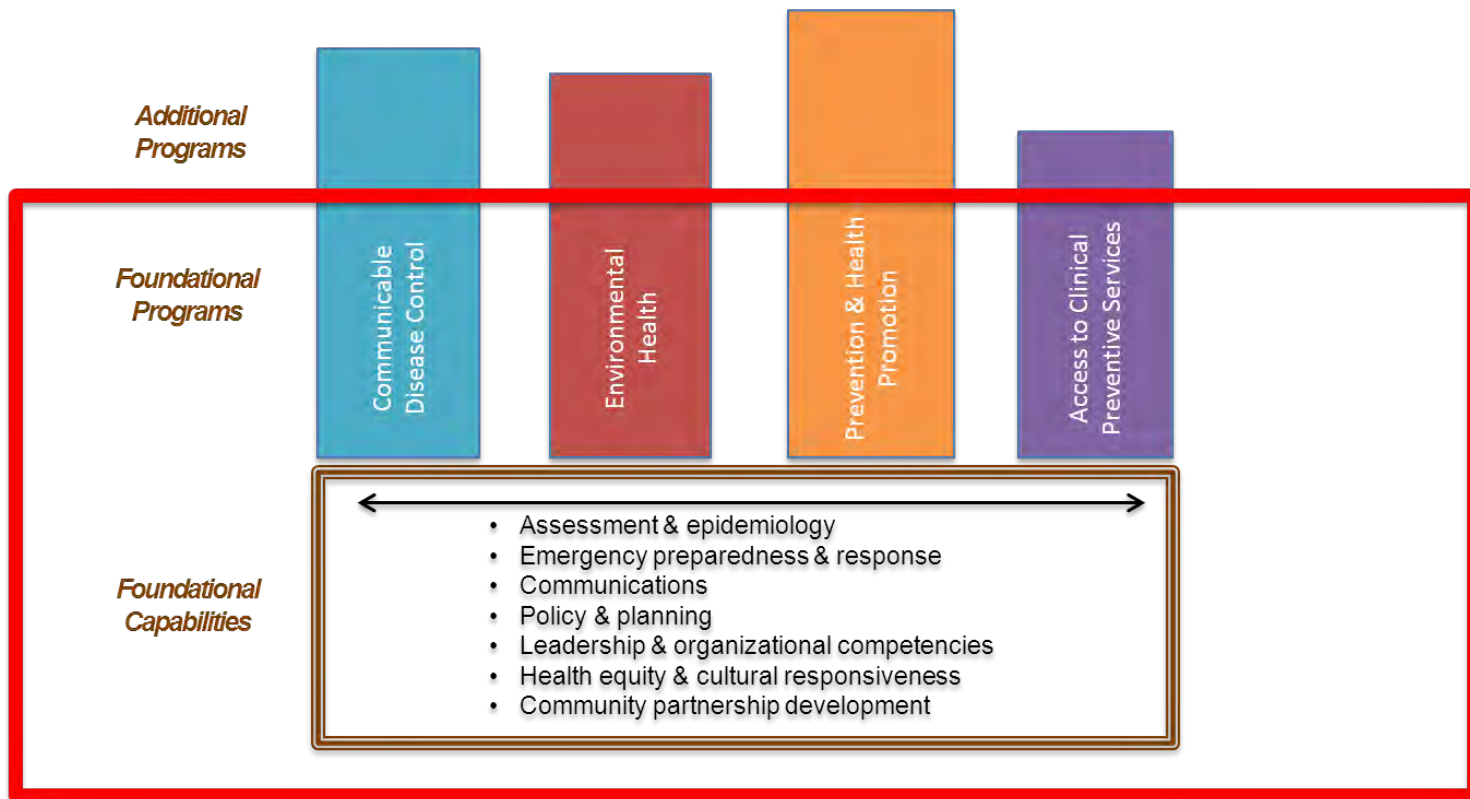 Additional
Programs
Foundational
Programs
Communicable
Disease Control
Environmental
Health
Prevention & Health
Promotion
Access to Clinical
Preventive Services
Foundational
Capabilities
• Assessment & epidemiology
• Emergency preparedness & response
• Communications
• Policy & planning
• Leadership & organizational competencies
• Health equity & cultural responsiveness
• Community partnership development